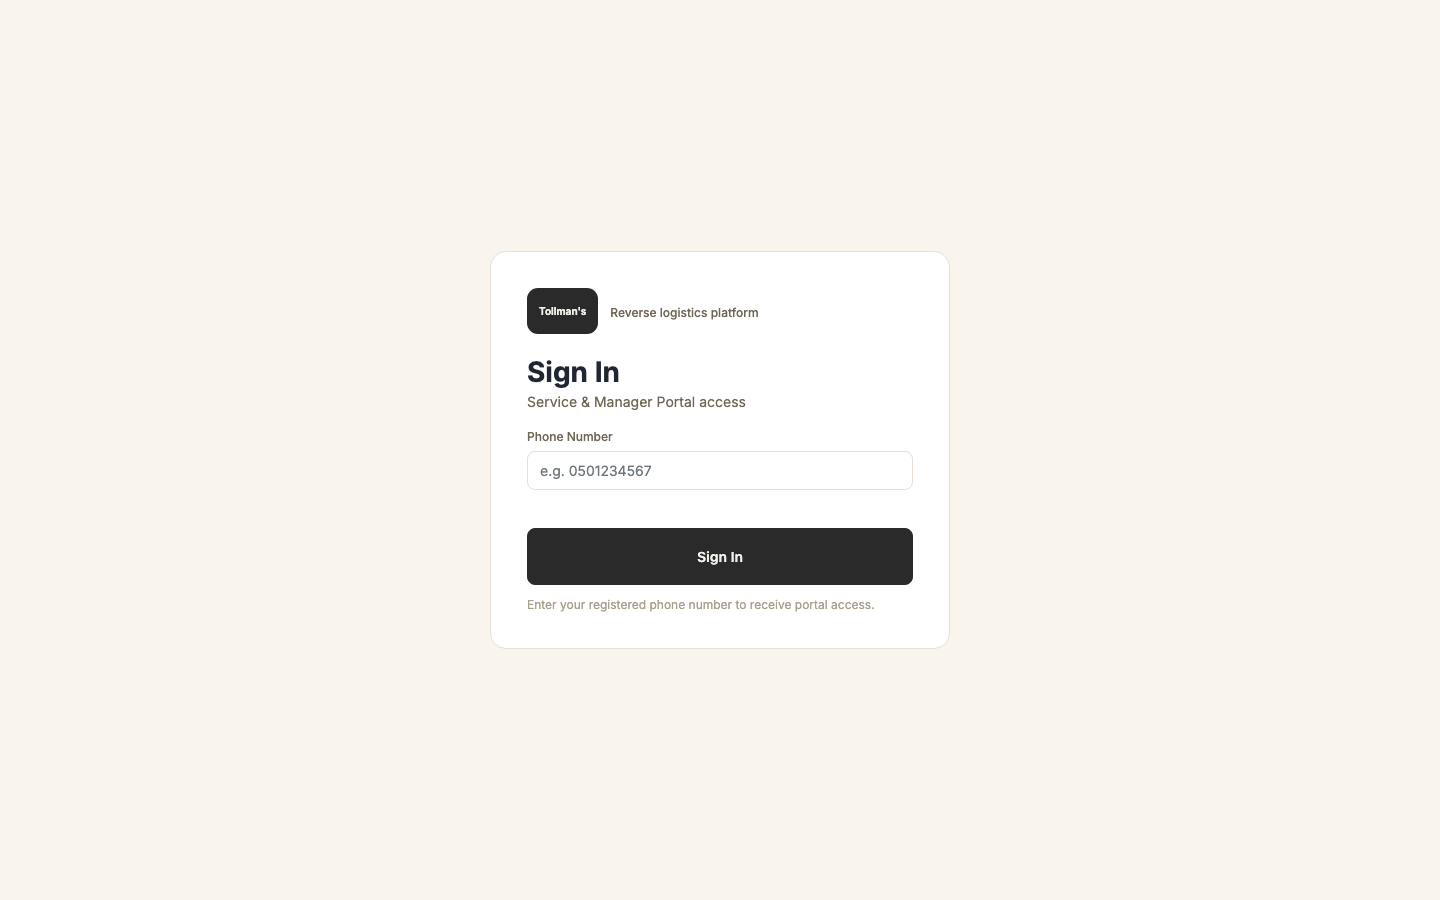 Tollman's
Reverse logistics platform
Sign In
Service & Manager Portal access
Phone Number
e.g. 0501234567
Sign In
Enter your registered phone number to receive portal access.